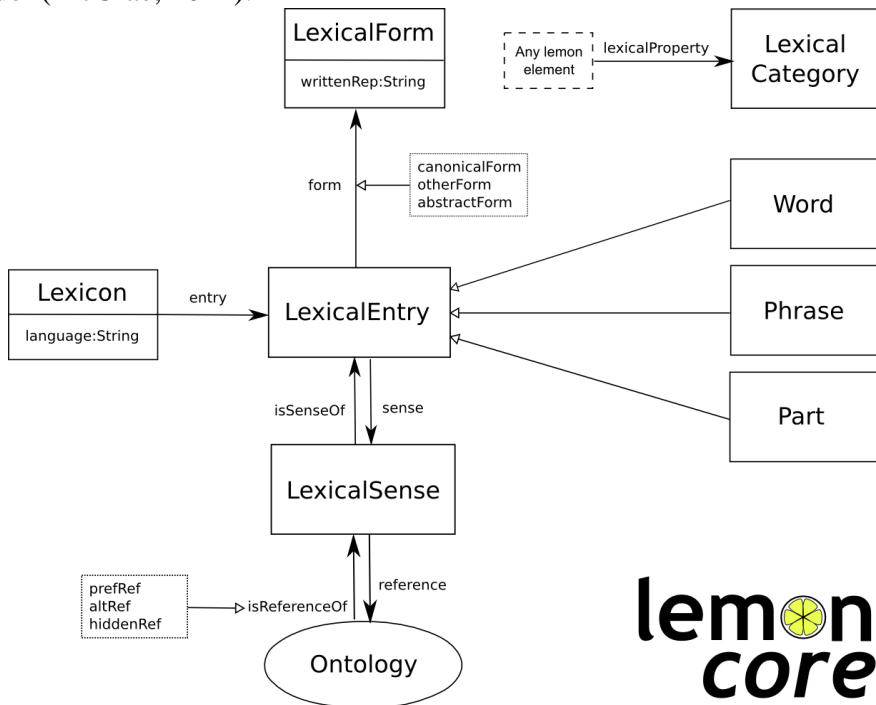 LexicalForm
writtenRep:String
Any lemon
element
lexicalProperty
Lexical
Category
form
canonicalForm
otherForm
abstractForm
Word
Lexicon
language:String
entry
LexicalEntry
Phrase
isSenseOf
sense
Part
LexicalSense
prefRef
altRef
hiddenRef
isReferenceOf
reference
Ontology
lemon
core